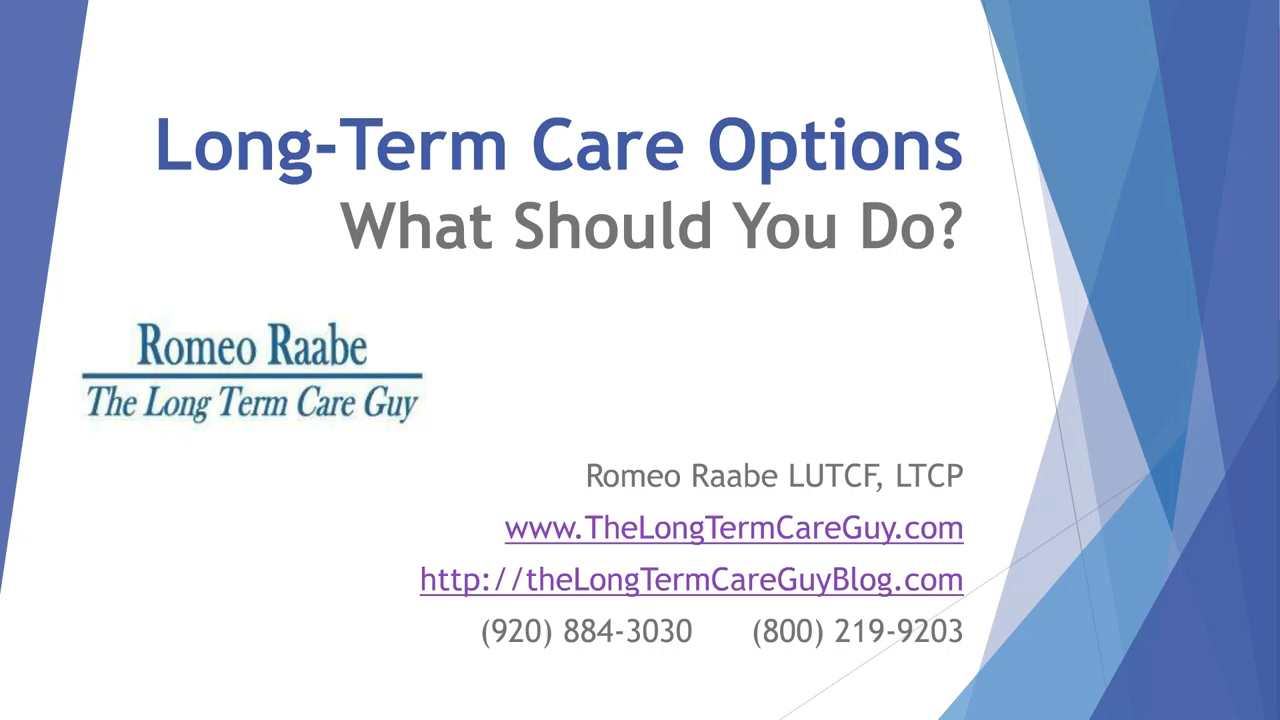 Long-Term Care Options
What Should You Do?
Romeo Raabe
The Long Term Care Guy
Romeo Raabe LUTCF, LTCP
www.TheLongTermCareGuy.com
http://theLongTermCareGuyBlog.com
(920) 884-3030 (800) 219-9203